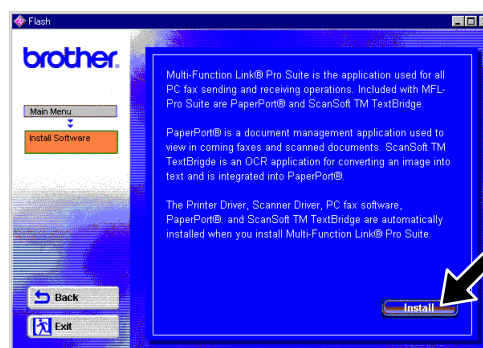 Flash
brother.
Main Menu
Install Software
Multi-Function Link® Pro Suite is the application used for all
PC fax sending and receiving operations. Included with MFL-
Pro Suite are PaperPort® and ScanSoft TM TextBridge.
PaperPort® is a document management application used to
view in coming faxes and scanned documents. ScanSoft TM
TextBrigde is an OCR application for converting an image into
text and is integrated into PaperPort®.
The Printer Driver, Scanner Driver, PC fax software,
PaperPort®. and ScanSoft TM TextBridge are automatically
installed when you install Multi-Function Link® Pro Suite.
Install
Back
Exit